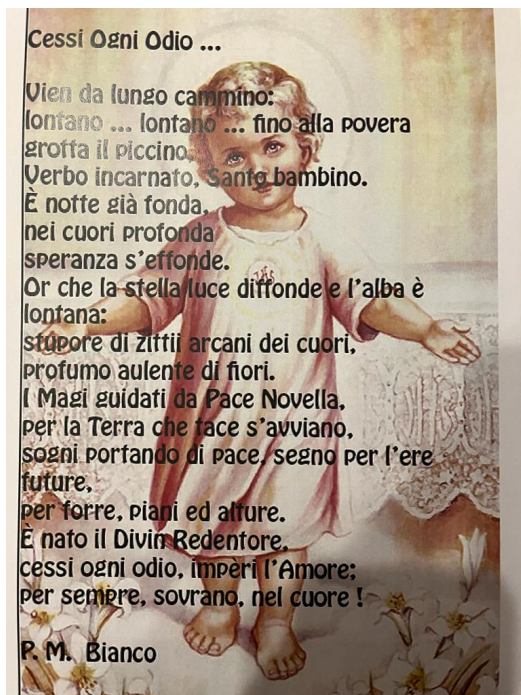 Cessi Ogni Odio ...
Vien da lungo cammino:
lontano ... lontano ... fino alla povera
grotta il piccino,
Verbo incarnato, Santo bambino.
È notte già fonda,
nei cuori profonda
speranza s'effonde.
Or che la stella luce diffonde e l'alba è
lontana:
stupore di zittii arcani dei cuori,
profumo aulente di fiori.
I Magi guidati da Pace Novella,
per la Terra che tace s'avviano,
sogni portando di pace, segno per l'ere
future,
per forre, piani ed alture.
È nato il Divin Redentore,
cessi ogni odio, impèri l'Amore;
per sempre, sovrano, nel cuore !
P. M. Bianco